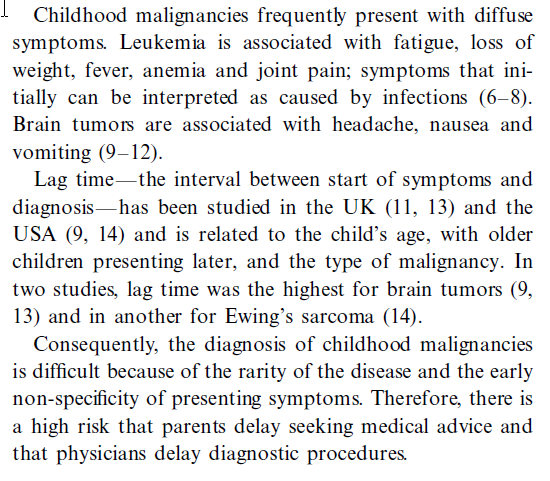 Childhood malignancies frequently present with diffuse
symptoms. Leukemia is associated with fatigue, loss of
weight, fever, anemia and joint pain; symptoms that ini-
tially can be interpreted as caused by infections (6–8).
Brain tumors are associated with headache, nausea and
vomiting (9–12).
Lag time—the interval between start of symptoms and
diagnosis—has been studied in the UK (11, 13) and the
USA (9, 14) and is related to the child's age, with older
children presenting later, and the type of malignancy. In
two studies, lag time was the highest for brain tumors (9,
13) and in another for Ewing's sarcoma (14).
Consequently, the diagnosis of childhood malignancies
is difficult because of the rarity of the disease and the early
non-specificity of presenting symptoms. Therefore, there is
a high risk that parents delay seeking medical advice and
that physicians delay diagnostic procedures.